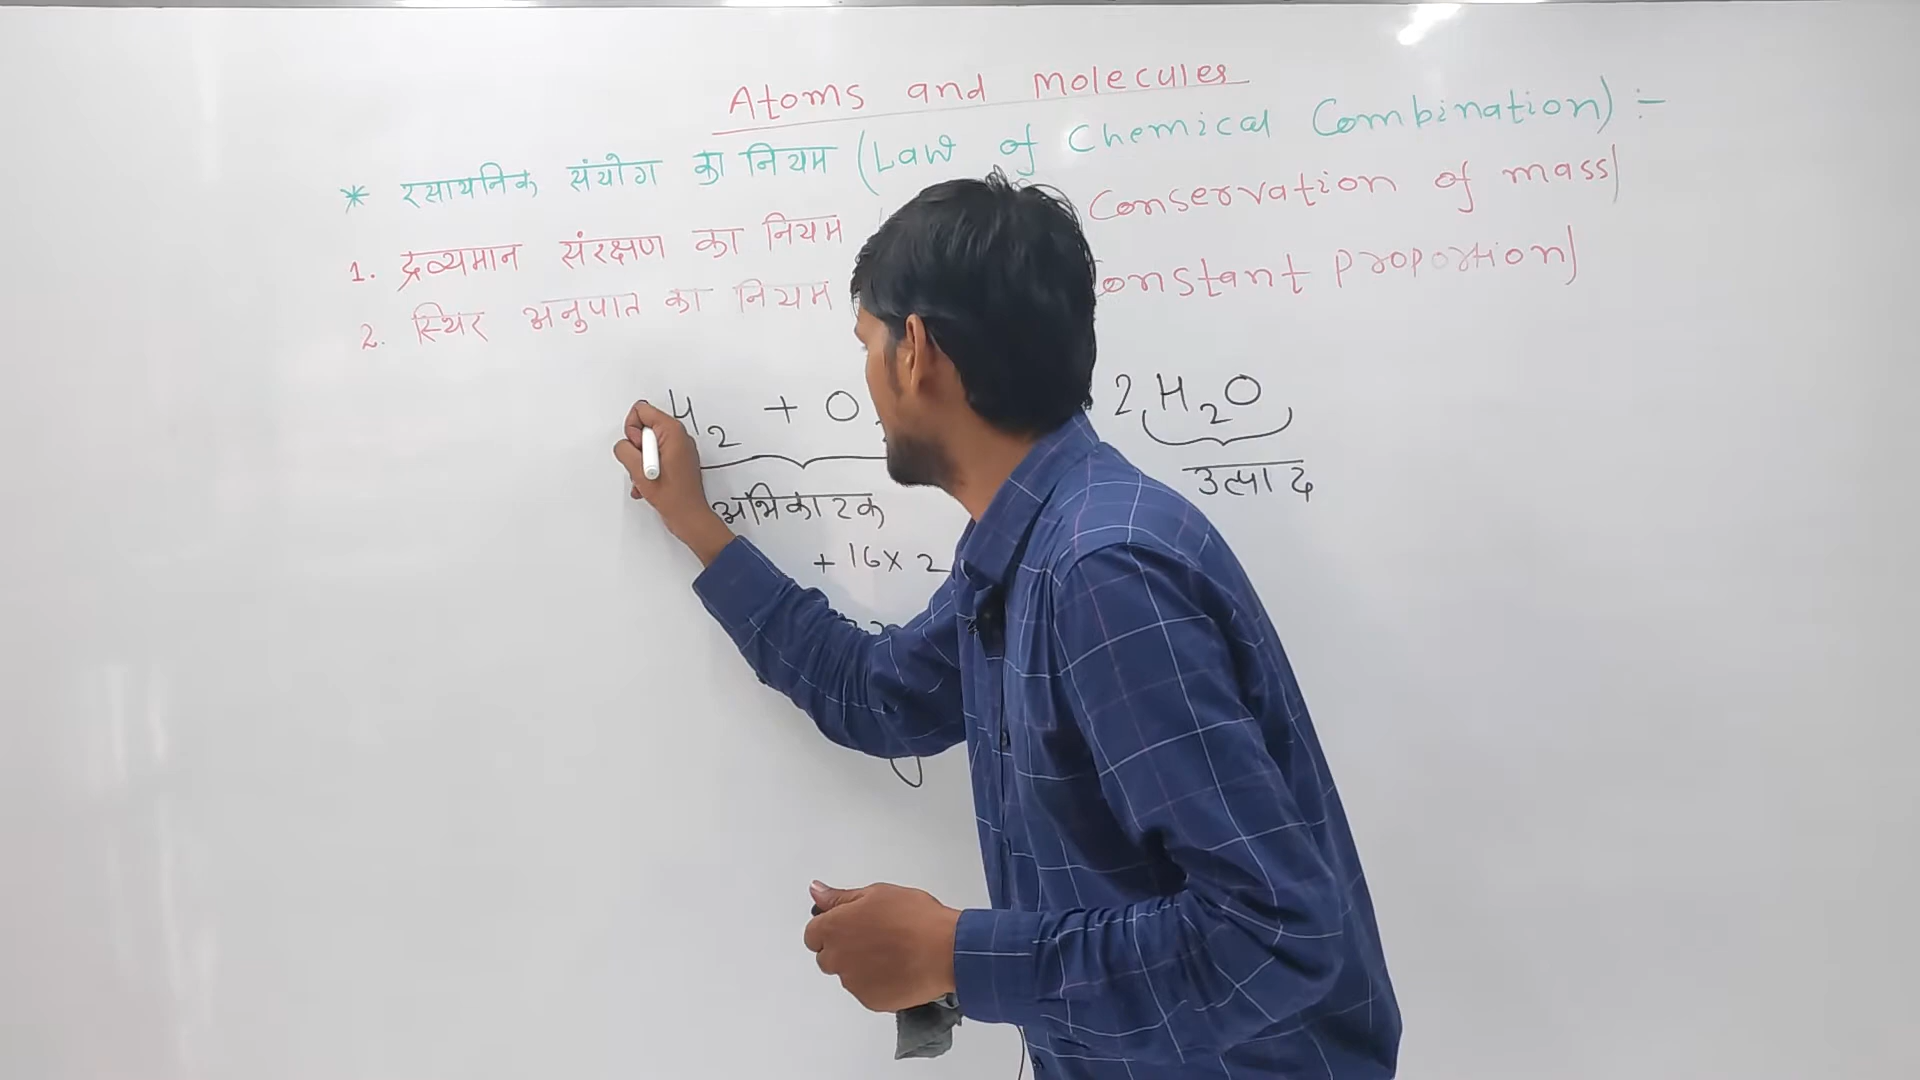 Atoms and Molecules
* रसायनिक संयोग का नियम (Law of Chemical Combination) :-
1. द्रव्यमान संरक्षण का नियम Conservation of mass)
2. स्थिर अनुपात का नियम onstant proportion)
H2 + O 2H2O
अभिकारक उत्पाद
+ 16x2